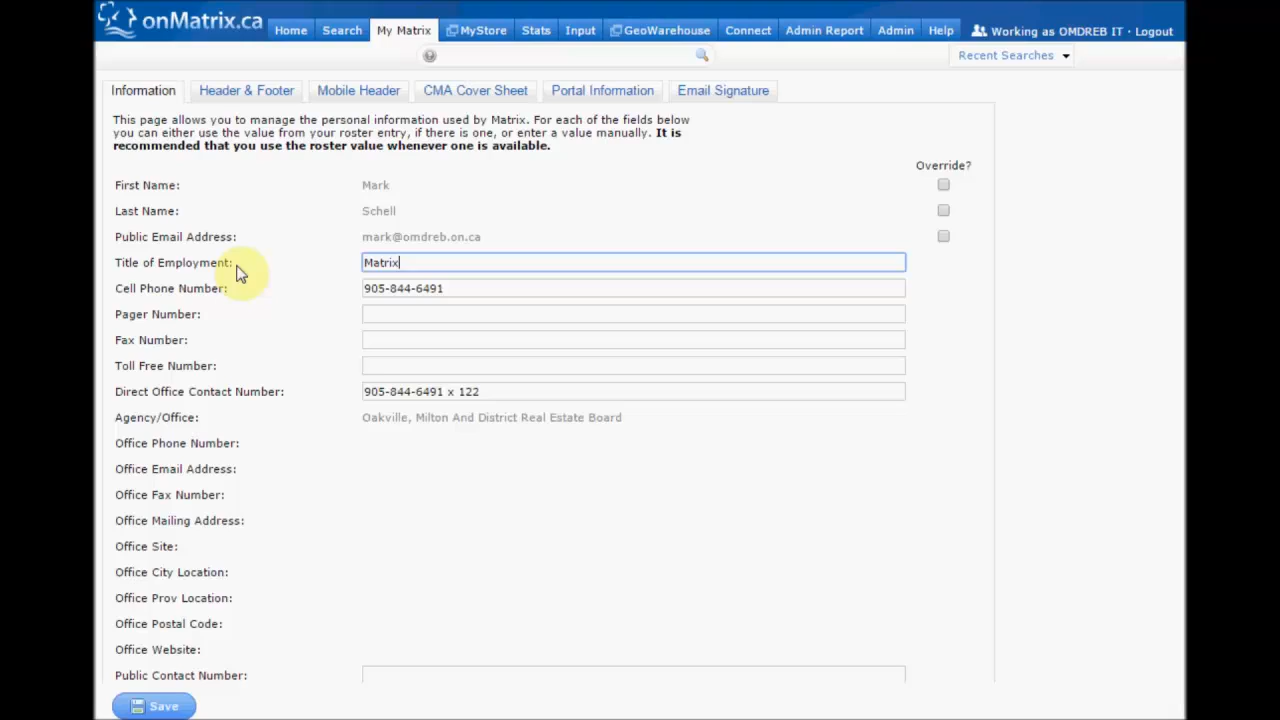 onMatrix.ca
Home Search My Matrix MyStore Stats Input GeoWarehouse Connect Admin Report Admin Help Working as OMDREB IT · Logout
Recent Searches
Information Header & Footer Mobile Header CMA Cover Sheet Portal Information Email Signature
This page allows you to manage the personal information used by Matrix. For each of the fields below
you can either use the value from your roster entry, if there is one, or enter a value manually. It is
recommended that you use the roster value whenever one is available.
Override?
First Name: Mark
Last Name: Schell
Public Email Address: mark@omdreb.on.ca
Title of Employment: Matrix
Cell Phone Number: 905-844-6491
Pager Number:
Fax Number:
Toll Free Number:
Direct Office Contact Number: 905-844-6491 x 122
Agency/Office: Oakville, Milton And District Real Estate Board
Office Phone Number:
Office Email Address:
Office Fax Number:
Office Mailing Address:
Office Site:
Office City Location:
Office Prov Location:
Office Postal Code:
Office Website:
Public Contact Number:
Save